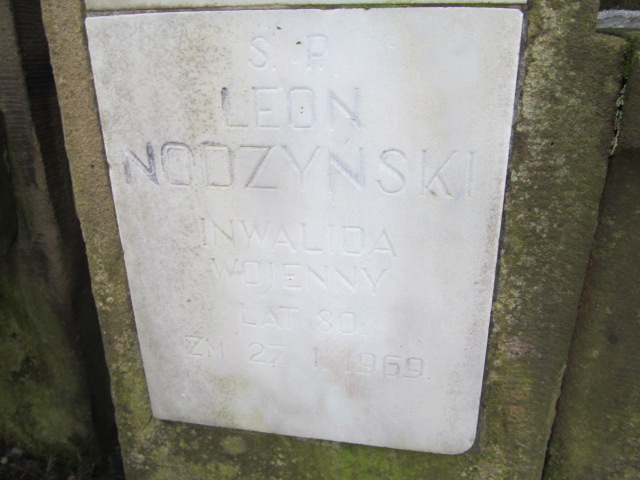 S. P.
LEON
NODZYŃSKI
INWALIDA
WOJENNY
LAT 80.
ZM 27 I 1969.